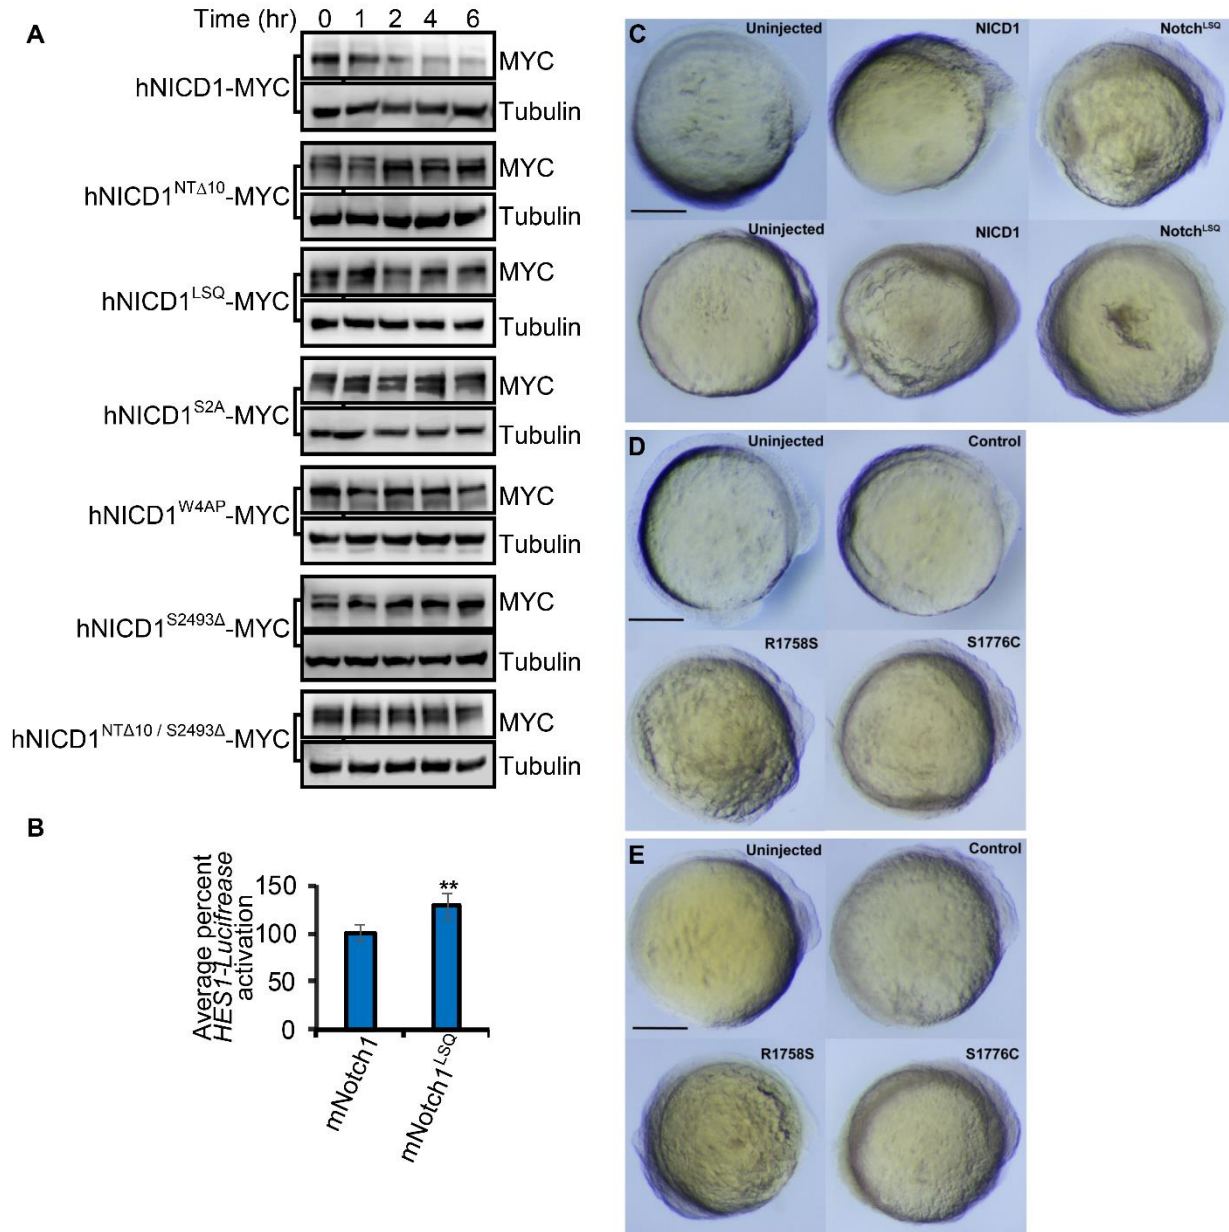 A
Time (hr) 0 1 2 4 6
hNICD1-MYC
MYC
Tubulin
hNICD1NTΔ10-MYC
MYC
Tubulin
hNICD1LSQ-MYC
MYC
Tubulin
hNICD1S2A-MYC
MYC
Tubulin
hNICD1W4AP-MYC
MYC
Tubulin
hNICD1S2493Δ-MYC
MYC
Tubulin
hNICD1NTΔ10 / S2493Δ-MYC
MYC
Tubulin
B
Average percent
HES1-Lucifrease
activation
150
100
50
0
**
mNotch1
mNotch1LSQ
C
Uninjected NICD1 NotchLSQ
Uninjected NICD1 NotchLSQ
D
Uninjected Control
R1758S S1776C
E
Uninjected Control
R1758S S1776C